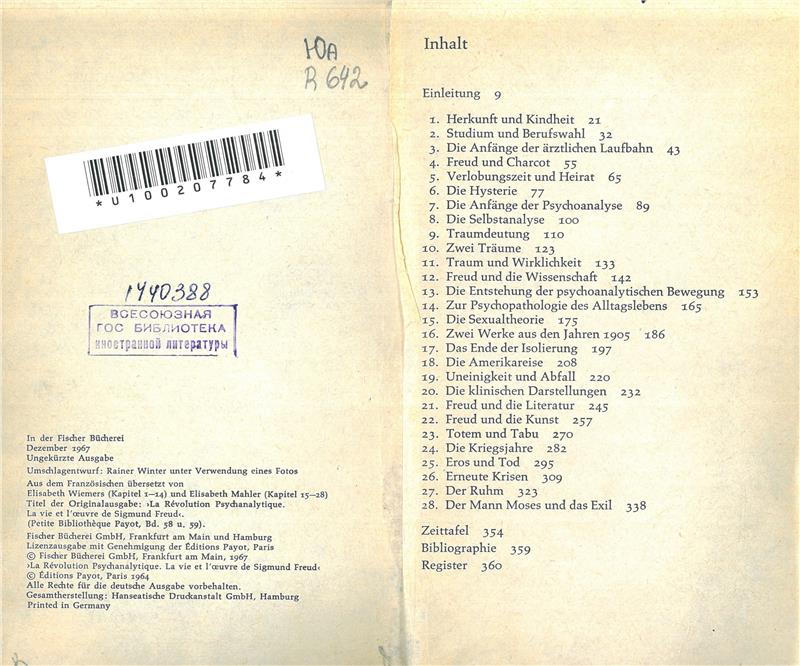 ЮА
R 642
*U100207784*
1440388
ВСЕСОЮЗНАЯ
ГОС БИБЛИОТЕКА
иностранной литературы
In der Fischer Bücherei
Dezember 1967
Ungekürzte Ausgabe
Umschlagentwurf: Rainer Winter unter Verwendung eines Fotos
Aus dem Französischen übersetzt von
Elisabeth Wiemers (Kapitel 1–14) und Elisabeth Mahler (Kapitel 15–28)
Titel der Originalausgabe: ›La Révolution Psychanalytique.
La vie et l'œuvre de Sigmund Freud‹.
(Petite Bibliothèque Payot, Bd. 58 u. 59).
Fischer Bücherei GmbH, Frankfurt am Main und Hamburg
Lizenzausgabe mit Genehmigung der Éditions Payot, Paris
© Fischer Bücherei GmbH, Frankfurt am Main, 1967
›La Révolution Psychanalytique. La vie et l'œuvre de Sigmund Freud‹
© Éditions Payot, Paris 1964
Alle Rechte für die deutsche Ausgabe vorbehalten.
Gesamtherstellung: Hanseatische Druckanstalt GmbH, Hamburg
Printed in Germany
Inhalt
Einleitung 9
1. Herkunft und Kindheit 21
2. Studium und Berufswahl 32
3. Die Anfänge der ärztlichen Laufbahn 43
4. Freud und Charcot 55
5. Verlobungszeit und Heirat 65
6. Die Hysterie 77
7. Die Anfänge der Psychoanalyse 89
8. Die Selbstanalyse 100
9. Traumdeutung 110
10. Zwei Träume 123
11. Traum und Wirklichkeit 133
12. Freud und die Wissenschaft 142
13. Die Entstehung der psychoanalytischen Bewegung 153
14. Zur Psychopathologie des Alltagslebens 165
15. Die Sexualtheorie 175
16. Zwei Werke aus den Jahren 1905 186
17. Das Ende der Isolierung 197
18. Die Amerikareise 208
19. Uneinigkeit und Abfall 220
20. Die klinischen Darstellungen 232
21. Freud und die Literatur 245
22. Freud und die Kunst 257
23. Totem und Tabu 270
24. Die Kriegsjahre 282
25. Eros und Tod 295
26. Erneute Krisen 309
27. Der Ruhm 323
28. Der Mann Moses und das Exil 338
Zeittafel 354
Bibliographie 359
Register 360